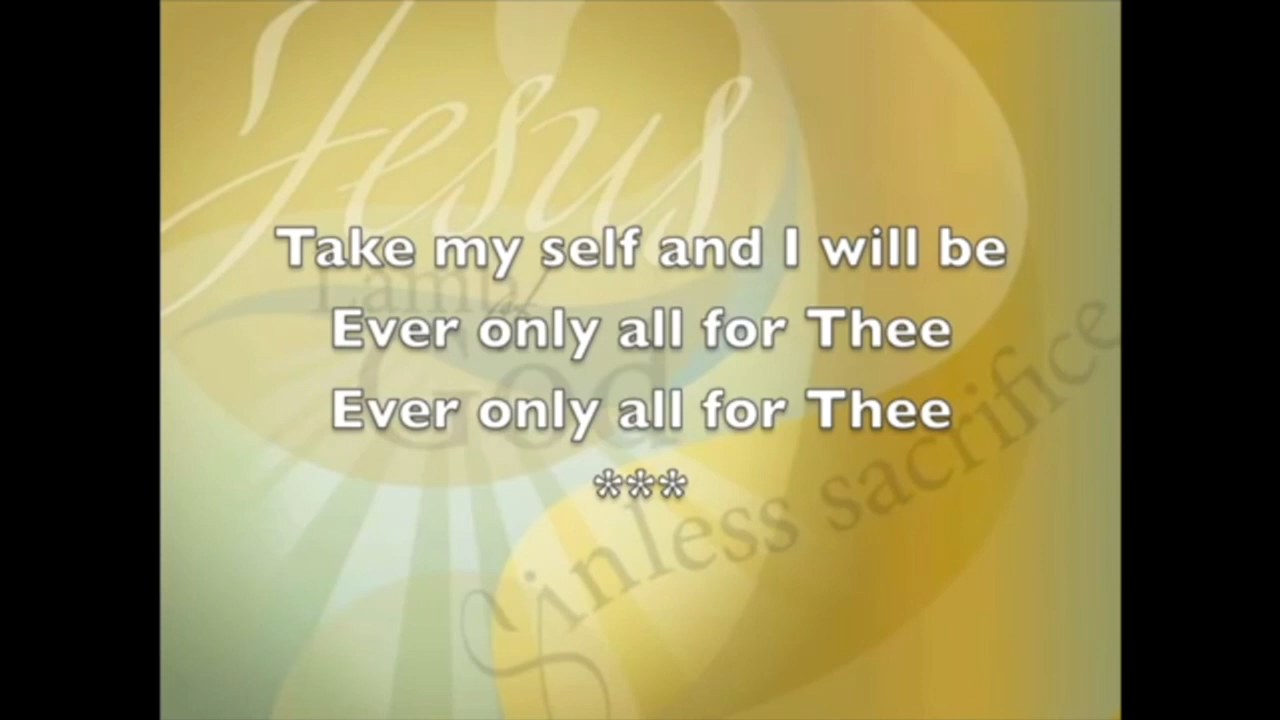 Jesus
Take my self and I will be
Lamb of
Ever only all for Thee
God
Ever only all for Thee
***
Sinless sacrifice